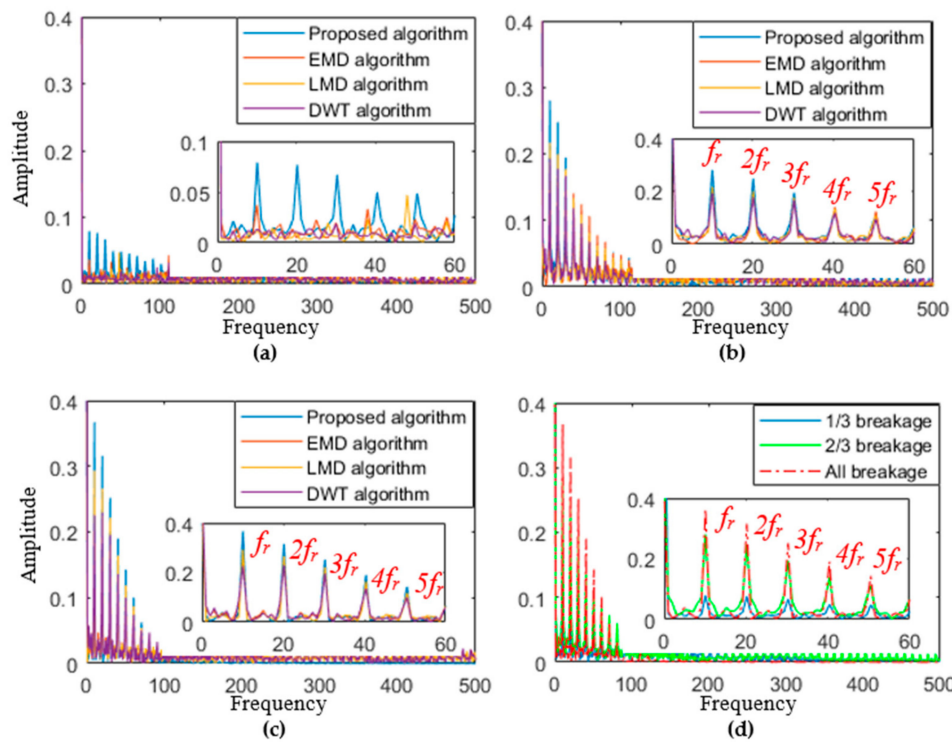 0.4
0.3
0.2
0.1
0
Amplitude
Proposed algorithm
EMD algorithm
LMD algorithm
DWT algorithm
0.1
0.05
0
0 20 40 60
0 100 200 300 400 500
Frequency
(a)
0.4
0.3
0.2
0.1
0
Proposed algorithm
EMD algorithm
LMD algorithm
DWT algorithm
0.4
0.2
0
fr 2fr 3fr 4fr 5fr
0 20 40 60
0 100 200 300 400 500
Frequency
(b)
0.4
0.3
0.2
0.1
0
Amplitude
Proposed algorithm
EMD algorithm
LMD algorithm
DWT algorithm
0.4
0.2
0
fr 2fr 3fr 4fr 5fr
0 20 40 60
0 100 200 300 400 500
Frequency
(c)
0.4
0.3
0.2
0.1
0
1/3 breakage
2/3 breakage
All breakage
0.4
0.2
0
fr 2fr 3fr 4fr 5fr
0 20 40 60
0 100 200 300 400 500
Frequency
(d)